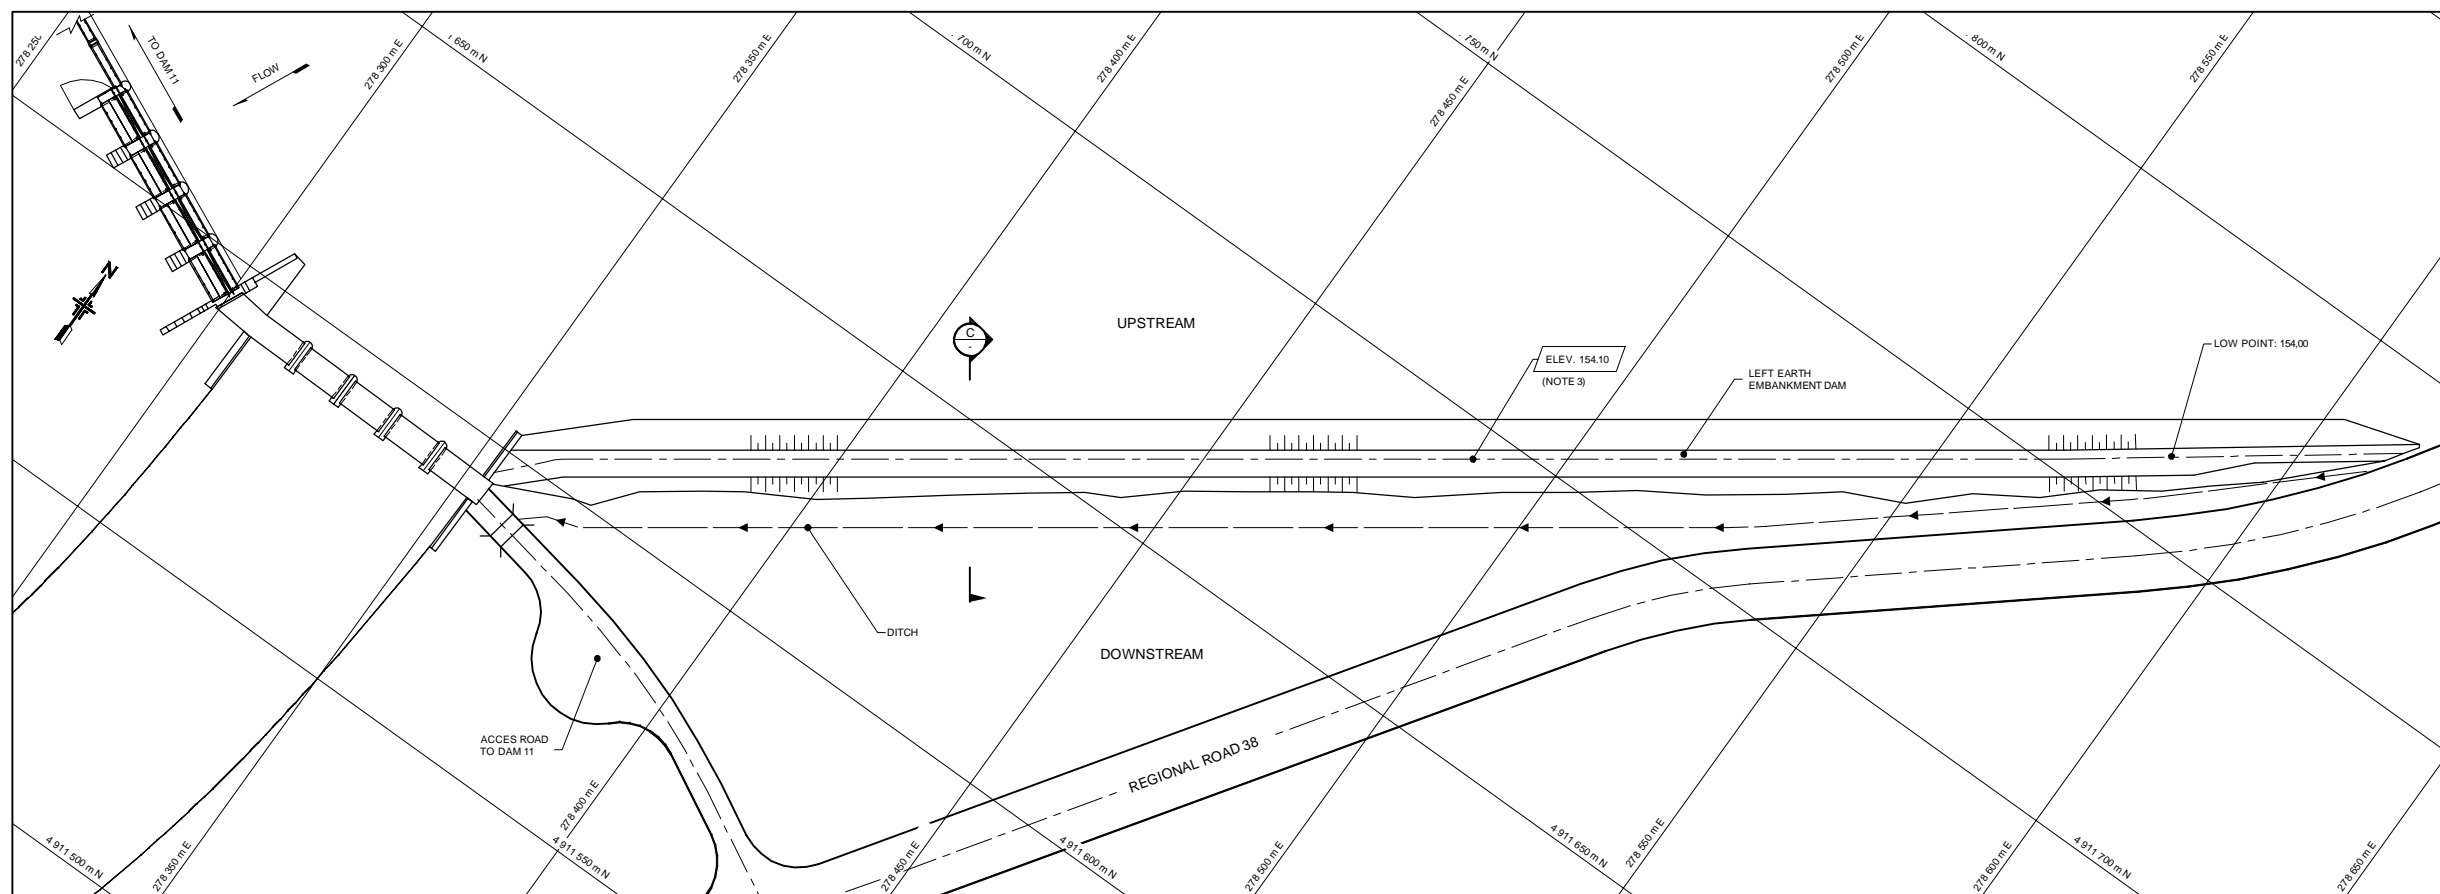 TO DAM 11
FLOW
278 300 m E
650 m N
278 350 m E
700 m N
278 400 m E
278 450 m E
750 m N
278 500 m E
800 m N
278 550 m E
N
C
-
UPSTREAM
ELEV. 154.10
(NOTE 3)
LEFT EARTH
EMBANKMENT DAM
LOW POINT: 154,00
DITCH
DOWNSTREAM
ACCES ROAD
TO DAM 11
REGIONAL ROAD 38
4 911 500 m N
278 350 m E
278 400 m E
4 911 550 m N
278 450 m E
4 911 600 m N
278 500 m E
4 911 650 m N
278 550 m E
278 600 m E
4 911 700 m N
278 650 m E